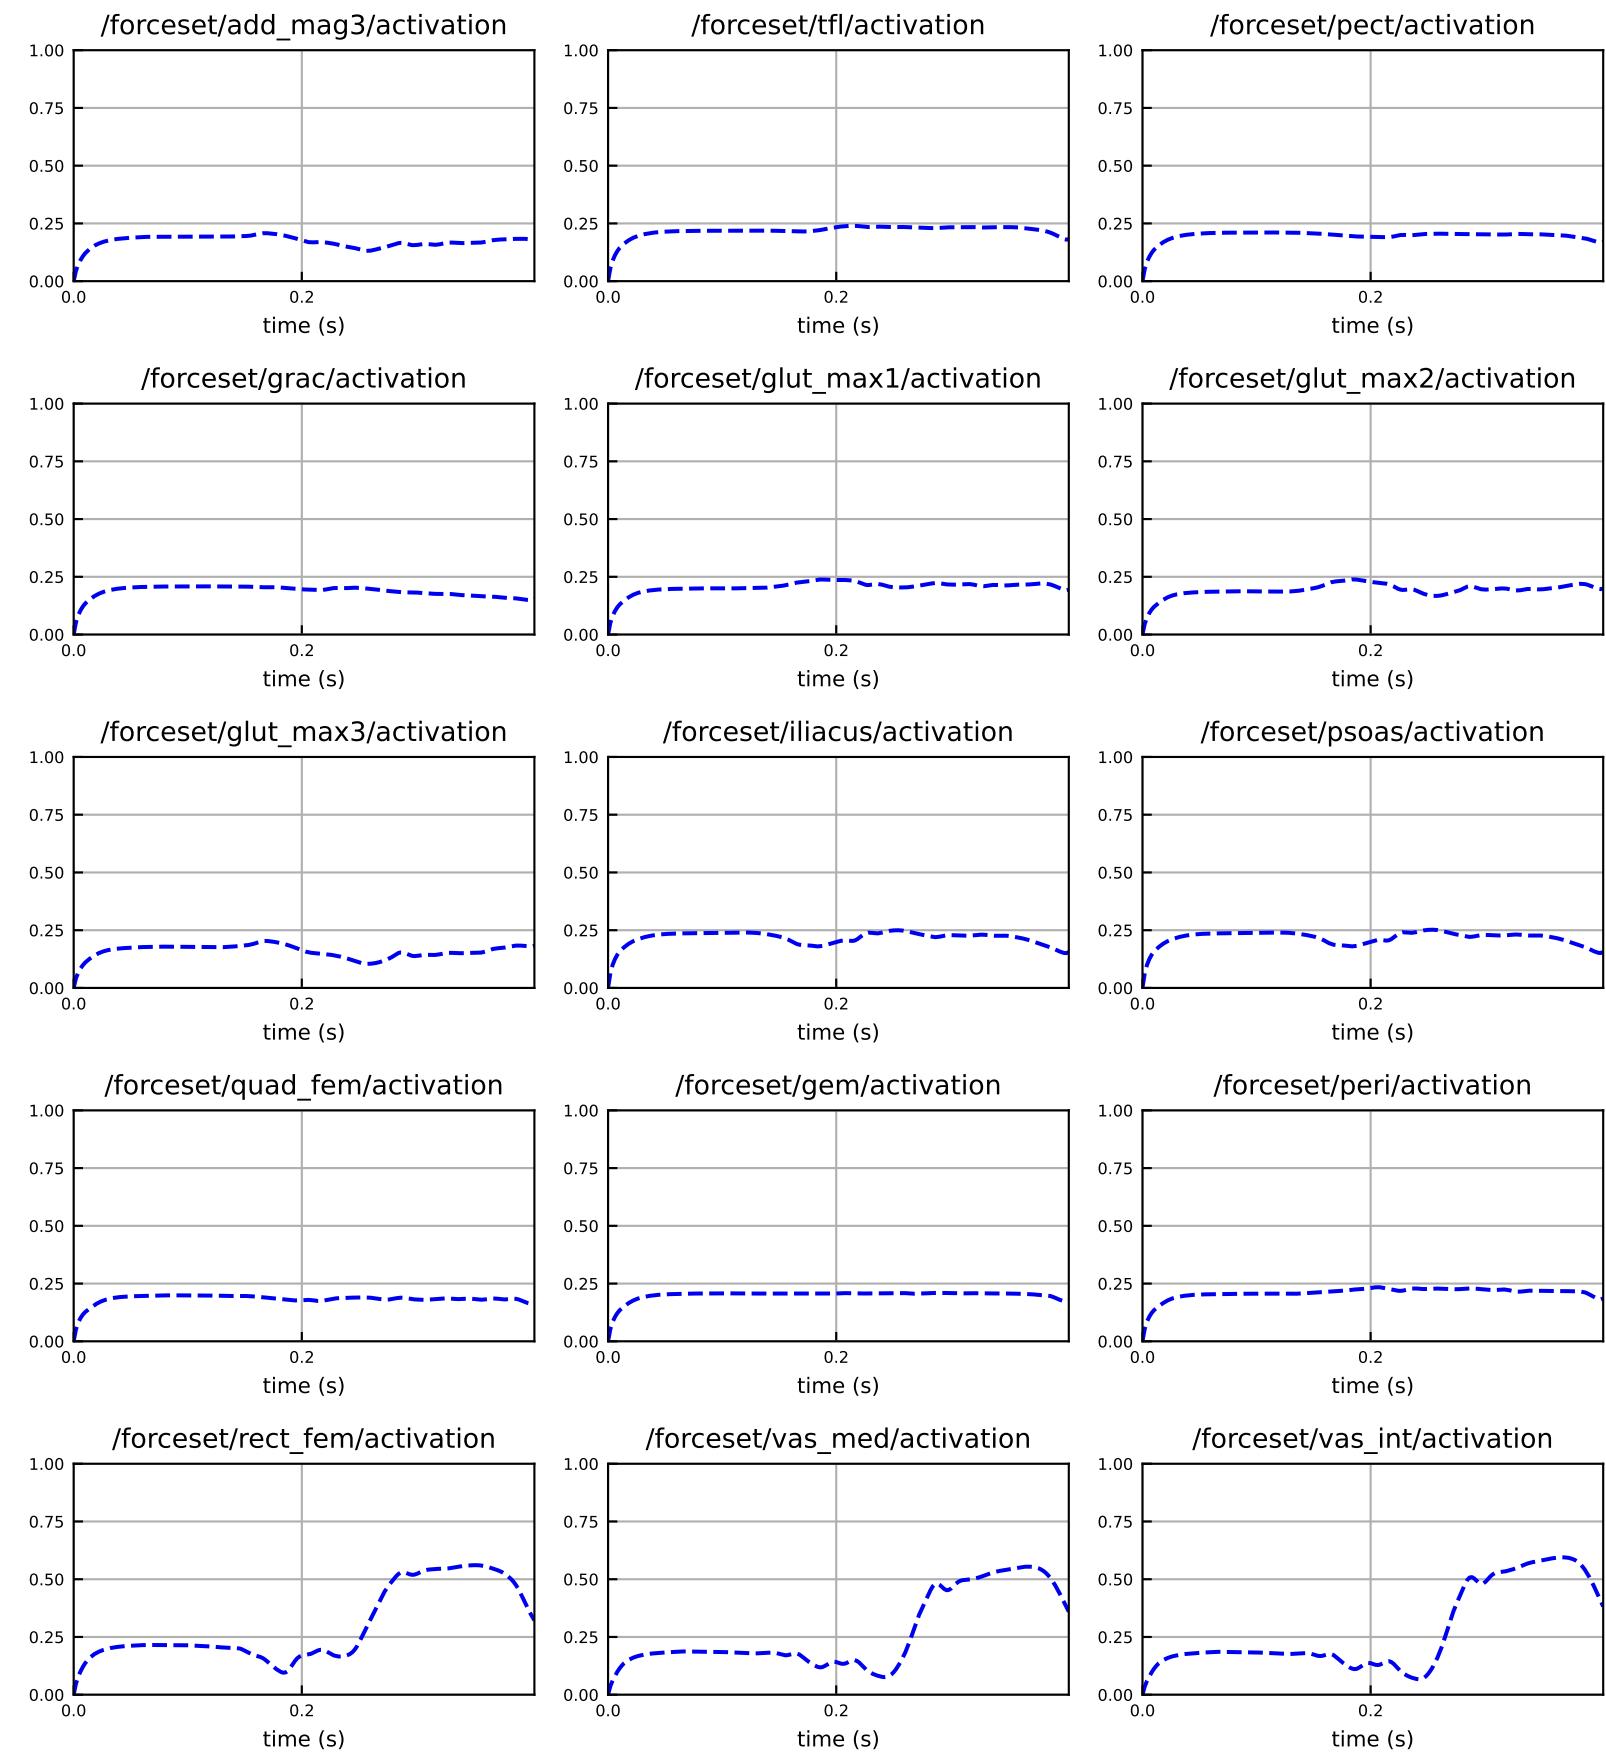 /forceset/add_mag3/activation /forceset/tfl/activation /forceset/pect/activation
1.00 1.00 1.00
0.75 0.75 0.75
0.50 0.50 0.50
0.25 0.25 0.25
0.00 0.00 0.00
0.0 0.2 0.0 0.2 0.0 0.2
time (s) time (s) time (s)
/forceset/grac/activation /forceset/glut_max1/activation /forceset/glut_max2/activation
1.00 1.00 1.00
0.75 0.75 0.75
0.50 0.50 0.50
0.25 0.25 0.25
0.00 0.00 0.00
0.0 0.2 0.0 0.2 0.0 0.2
time (s) time (s) time (s)
/forceset/glut_max3/activation /forceset/iliacus/activation /forceset/psoas/activation
1.00 1.00 1.00
0.75 0.75 0.75
0.50 0.50 0.50
0.25 0.25 0.25
0.00 0.00 0.00
0.0 0.2 0.0 0.2 0.0 0.2
time (s) time (s) time (s)
/forceset/quad_fem/activation /forceset/gem/activation /forceset/peri/activation
1.00 1.00 1.00
0.75 0.75 0.75
0.50 0.50 0.50
0.25 0.25 0.25
0.00 0.00 0.00
0.0 0.2 0.0 0.2 0.0 0.2
time (s) time (s) time (s)
/forceset/rect_fem/activation /forceset/vas_med/activation /forceset/vas_int/activation
1.00 1.00 1.00
0.75 0.75 0.75
0.50 0.50 0.50
0.25 0.25 0.25
0.00 0.00 0.00
0.0 0.2 0.0 0.2 0.0 0.2
time (s) time (s) time (s)